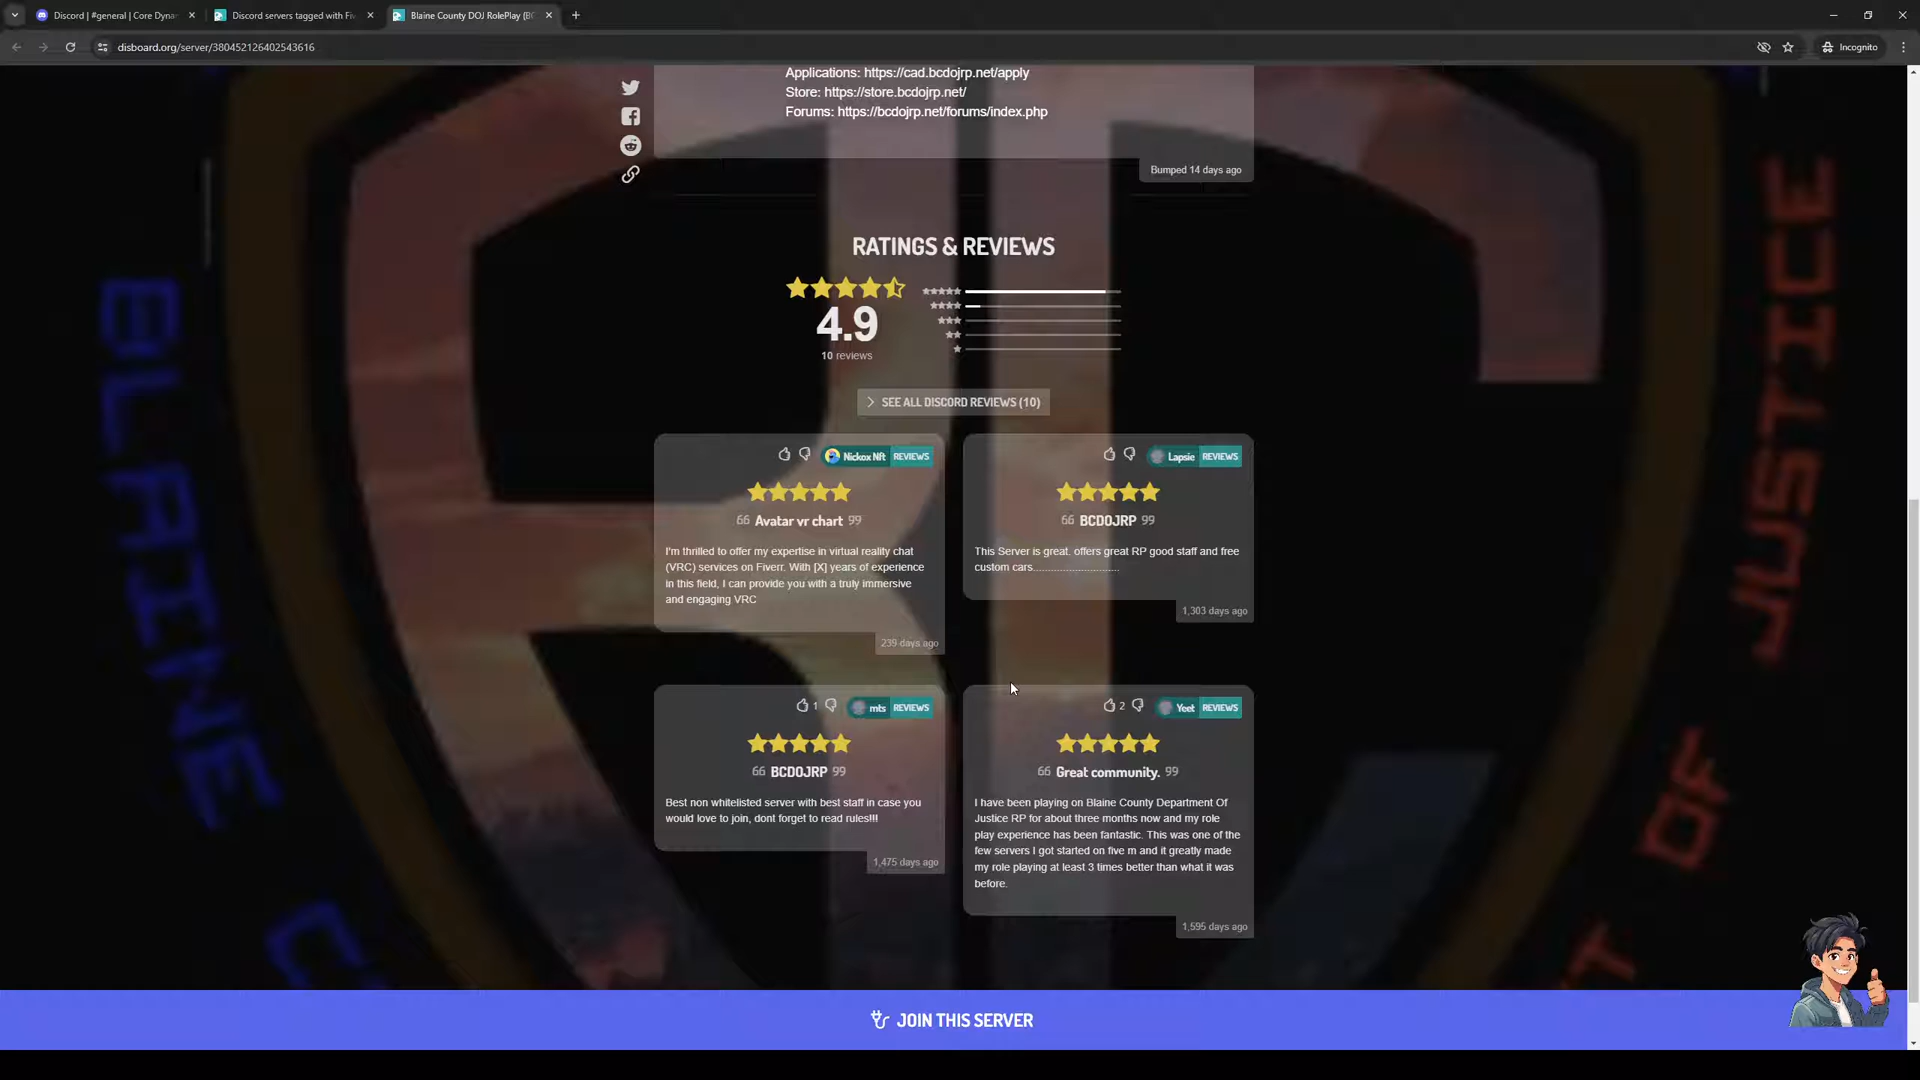 Discord | #general | Core Dyna
Discord servers tagged with Fiv
Blaine County DOJ RolePlay (BC
disboard.org/server/380452126402543616
Incognito
Applications: https://cad.bcdojrp.net/apply
Store: https://store.bcdojrp.net/
Forums: https://bcdojrp.net/forums/index.php
Bumped 14 days ago
RATINGS & REVIEWS
4.9
10 reviews
SEE ALL DISCORD REVIEWS (10)
Nickox Nft REVIEWS
Avatar vr chart
I'm thrilled to offer my expertise in virtual reality chat
(VRC) services on Fiverr. With [X] years of experience
in this field, I can provide you with a truly immersive
and engaging VRC
239 days ago
Lapsie REVIEWS
BCDOJRP
This Server is great. offers great RP good staff and free
custom cars..............................
1,303 days ago
1 mts REVIEWS
BCDOJRP
Best non whitelisted server with best staff in case you
would love to join, dont forget to read rules!!!
1,475 days ago
2 Yeet REVIEWS
Great community.
I have been playing on Blaine County Department Of
Justice RP for about three months now and my role
play experience has been fantastic. This was one of the
few servers I got started on five m and it greatly made
my role playing at least 3 times better than what it was
before.
1,595 days ago
JOIN THIS SERVER
BLAINE C
T OF JUSTICE